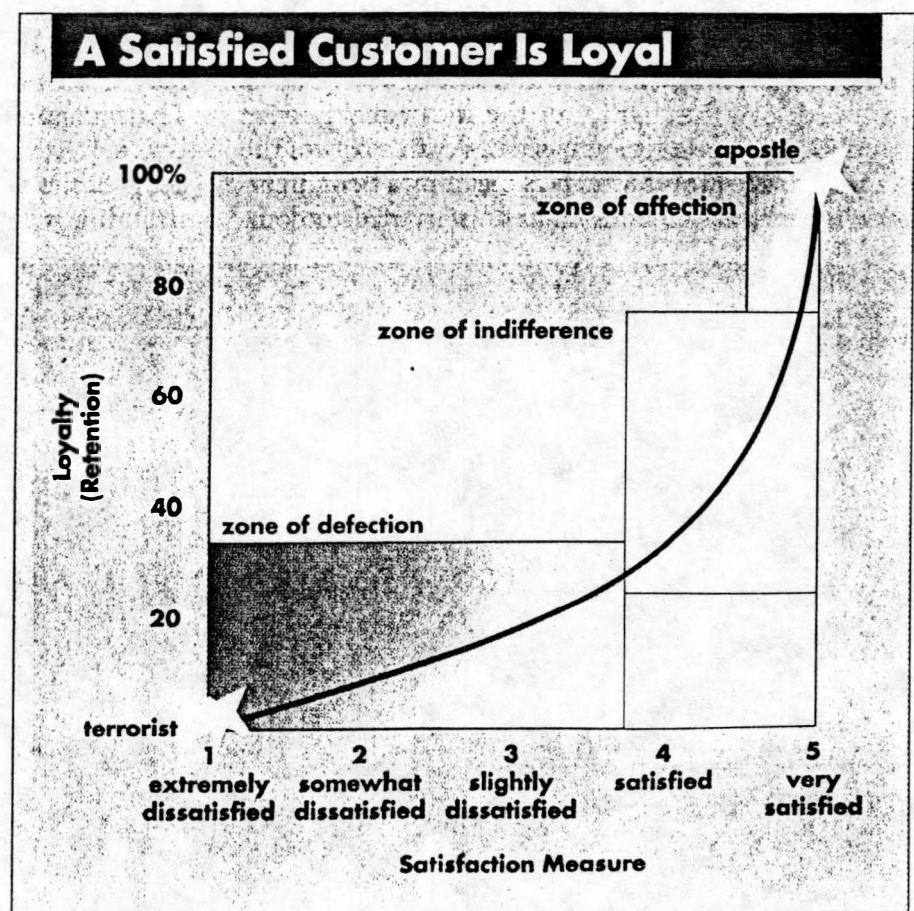 A Satisfied Customer Is Loyal
apostle
100%
zone of affection
80
zone of indifference
60
Loyalty
(Retention)
40
zone of defection
20
terrorist
1 2 3 4 5
extremely somewhat slightly satisfied very
dissatisfied dissatisfied dissatisfied satisfied
Satisfaction Measure